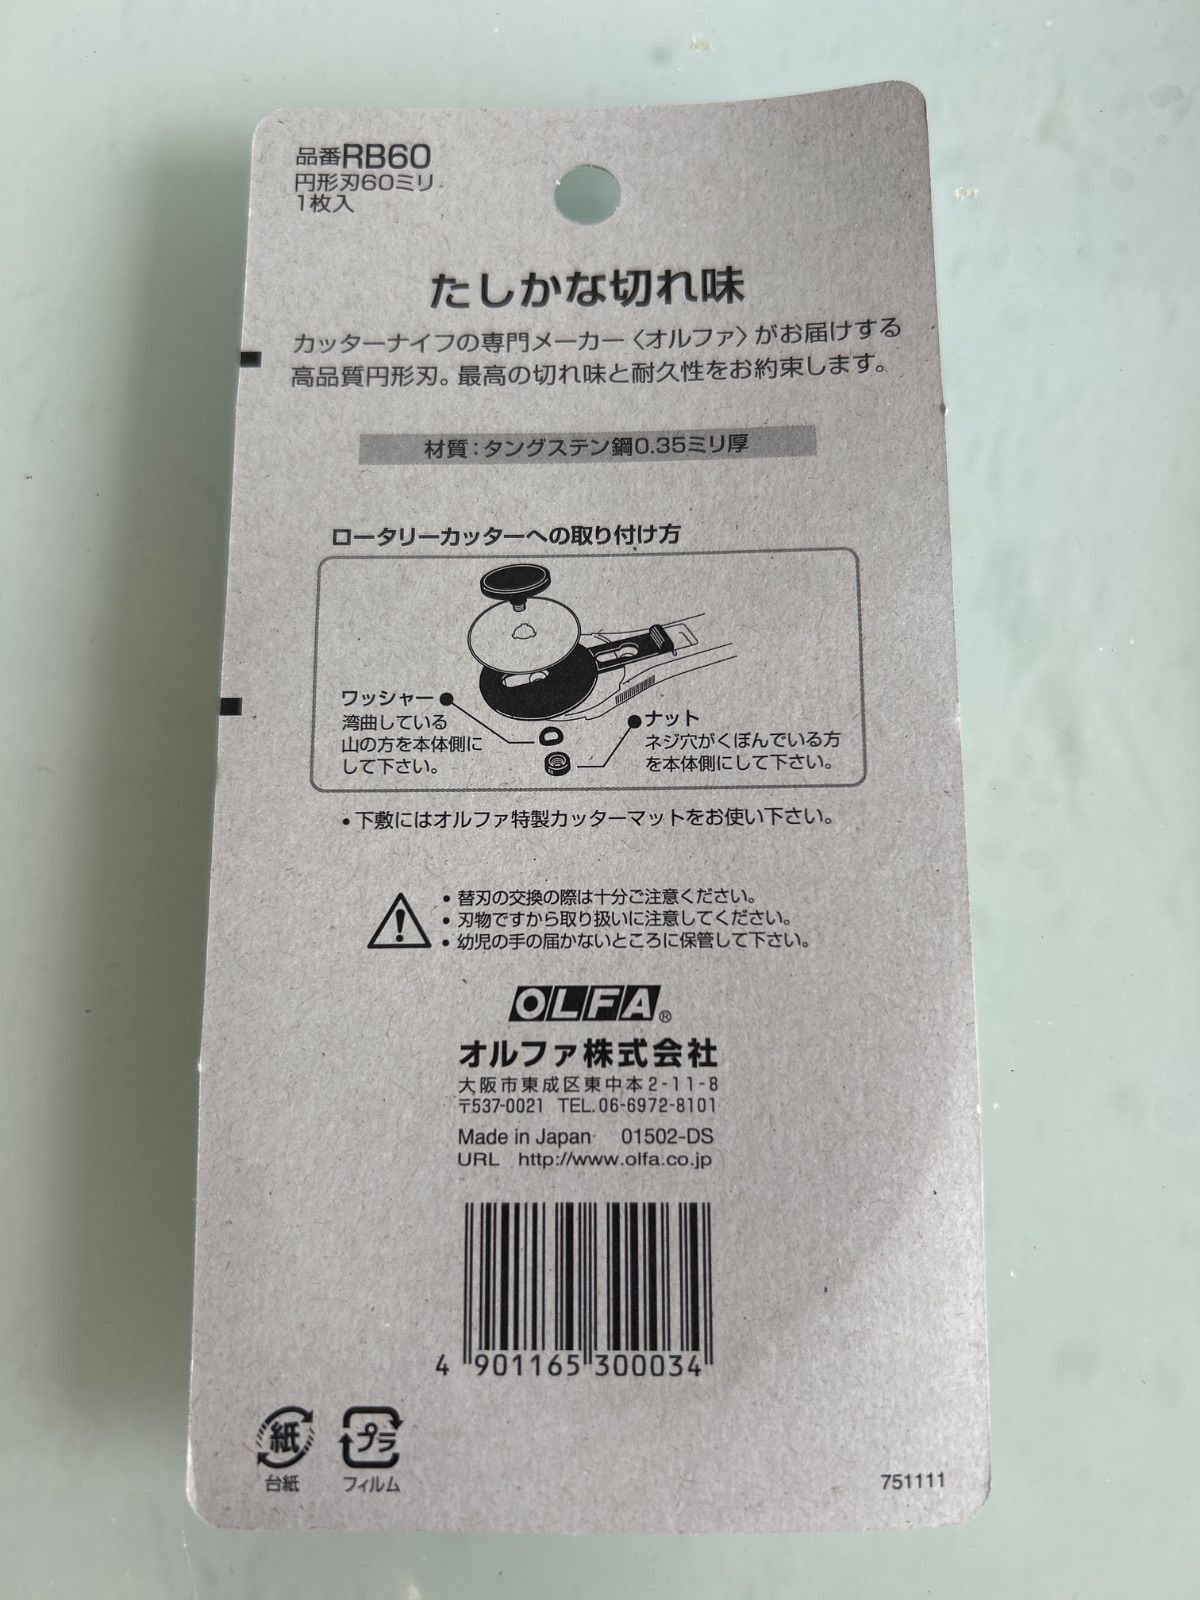 品番RB60
円形刃60ミリ
1枚入
たしかな切れ味
カッターナイフの専門メーカー〈オルファ〉がお届けする
高品質円形刃。最高の切れ味と耐久性をお約束します。
材質：タングステン鋼0.35ミリ厚
ロータリーカッターへの取り付け方
ワッシャー
湾曲している
山の方を本体側に
して下さい。
ナット
ネジ穴がくぼんでいる方
を本体側にして下さい。
・下敷にはオルファ特製カッターマットをお使い下さい。
・替刃の交換の際は十分ご注意ください。
・刃物ですから取り扱いに注意してください。
・幼児の手の届かないところに保管して下さい。
OLFA®
オルファ株式会社
大阪市東成区東中本2-11-8
〒537-0021 TEL.06-6972-8101
Made in Japan 01502-DS
URL http://www.olfa.co.jp
4 901165 300034
紙
台紙
プラ
フィルム
751111